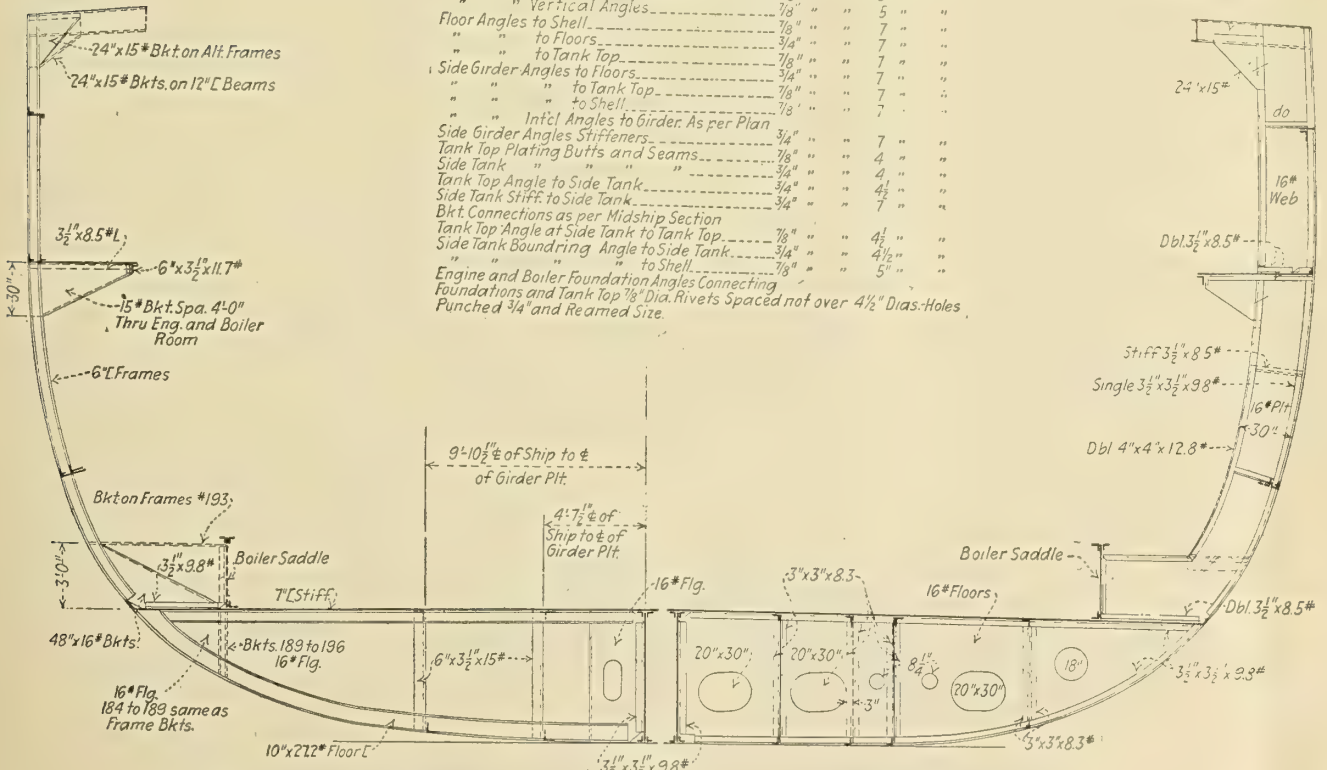 " " Vertical Angles 7/8" " " 5 " "
Floor Angles to Shell 7/8" " " 7 " "
" " to Floors 3/4" " " 7 " "
" " to Tank Top 7/8" " " 7 " "
Side Girder Angles to Floors 3/4" " " 7 " "
" " " to Tank Top 7/8" " " 7 " "
" " " to Shell 7/8" " " 7 " "
" " Intcl Angles to Girder. As per Plan
Side Girder Angles Stiffeners 3/4" " " 7 " "
Tank Top Plating Butts and Seams 7/8" " " 4 " "
Side Tank " " " " 3/4" " " 4 " "
Tank Top Angle to Side Tank 3/4" " " 4 1/2 " "
Side Tank Stiff. to Side Tank 3/4" " " 7 " "
Bkt. Connections as per Midship Section
Tank Top Angle at Side Tank to Tank Top 7/8" " " 4 1/2 " "
Side Tank Boundring Angle to Side Tank 3/4" " " 4 1/2 " "
" " " " to Shell 7/8" " " 5" " "
Engine and Boiler Foundation Angles Connecting
Foundations and Tank Top 7/8" Dia. Rivets Spaced not over 4 1/2" Dias.-Holes
Punched 3/4" and Reamed Size.
24"x15# Bkt on Alt. Frames
24"x15# Bkts. on 12" [ Beams
3 1/2"x8.5# L
6"x3 1/2"x11.7#
30"
15# Bkt. Spa. 4'-0"
Thru Eng. and Boiler
Room
6" [ Frames
Bkt on Frames #193
3'-0"
3 1/2"x9.8#
Boiler Saddle
7" [ Stiff
48"x16# Bkts.
Bkts. 189 to 196
16# Flg.
16# Flg.
184 to 189 same as
Frame Bkts.
10"x27.2# Floor [
9'-10 1/2" ℄ of Ship to ℄
of Girder Plt.
4'-7 1/2" ℄ of
Ship to ℄ of
Girder Plt.
6"x3 1/2"x15#
16# Flg.
3 1/2"x3 1/2"x9.8#
24"x15#
do
16#
Web
Dbl. 3 1/2"x8.5#
Stiff 3 1/2"x8.5#
Single 3 1/2"x3 1/2"x9.8#
16# Plt
30"
Dbl 4"x4"x12.8#
Boiler Saddle
3"x3"x8.3
16# Floors
Dbl. 3 1/2"x8.5#
20"x30"
20"x30"
8 1/4"
3"
20"x30"
18"
3 1/2"x3 1/2"x9.8#
3"x3"x8.3#